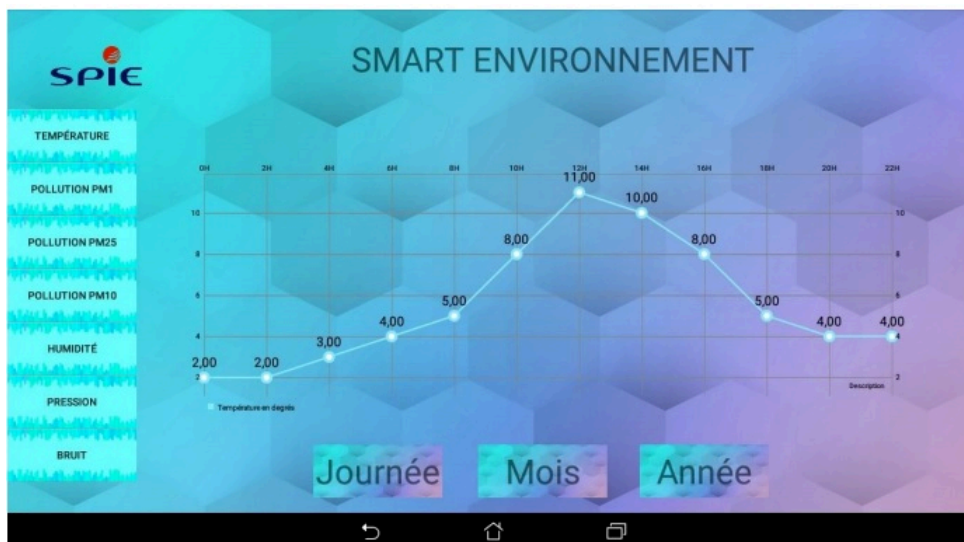 SPIE
SMART ENVIRONNEMENT
TEMPÉRATURE
POLLUTION PM1
POLLUTION PM25
POLLUTION PM10
HUMIDITÉ
PRESSION
BRUIT
0H 2H 4H 6H 8H 10H 12H 14H 16H 18H 20H 22H
11,00
10,00
10 10
8,00 8,00
8 8
6 6
5,00 5,00
4,00 4,00 4,00
4 4
3,00
2,00 2,00
2 2
Description
Température en degrés
Journée Mois Année